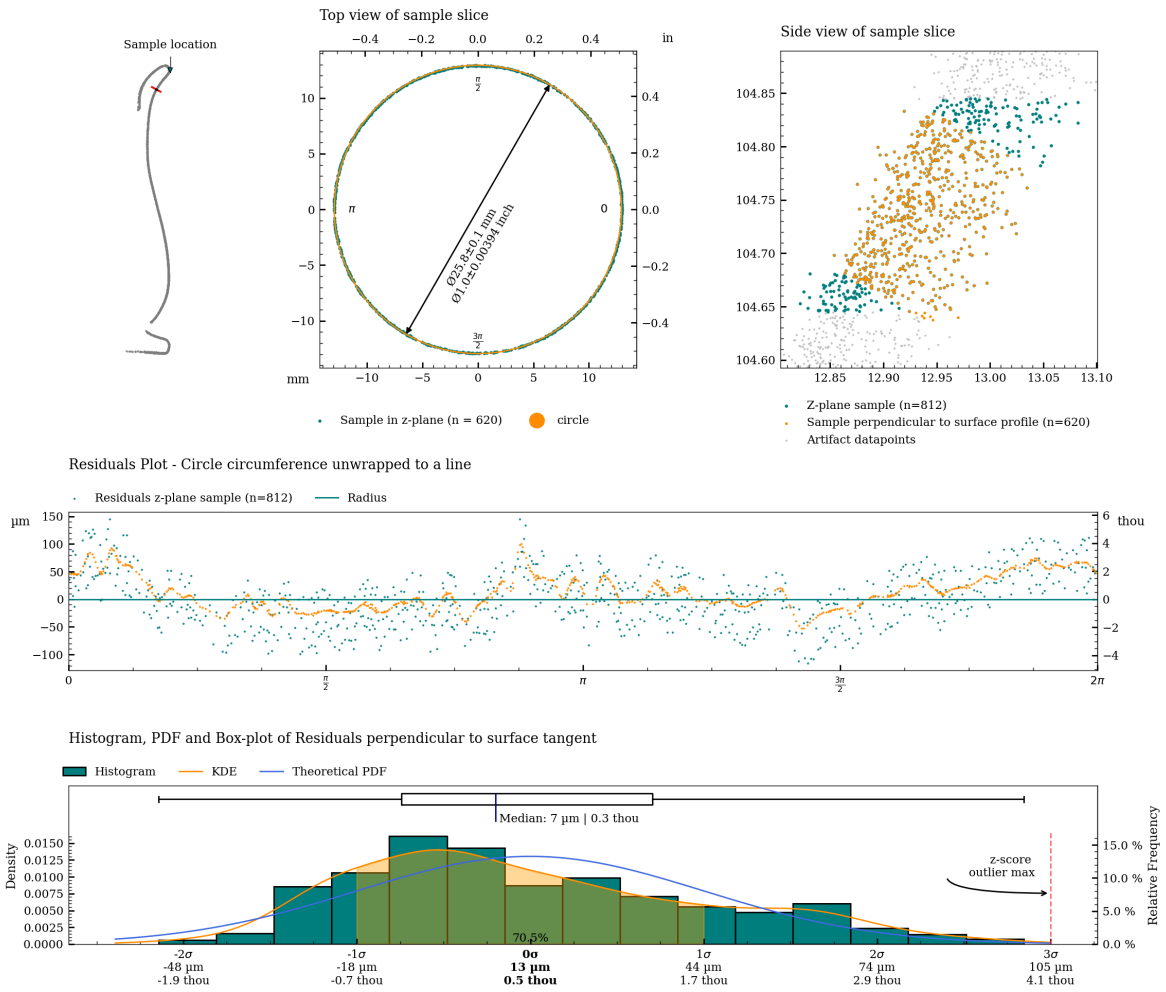 Sample location
Top view of sample slice
−0.4 −0.2 0.0 0.2 0.4 in
10
5
0
−5
−10
0.4
0.2
0.0
−0.2
−0.4
π/2
π
0
3π/2
Ø25.8±0.1 mm
Ø1.0±0.00394 inch
mm −10 −5 0 5 10
Sample in z-plane (n = 620) circle
Side view of sample slice
104.85
104.80
104.75
104.70
104.65
104.60
12.85 12.90 12.95 13.00 13.05 13.10
Z-plane sample (n=812)
Sample perpendicular to surface profile (n=620)
Artifact datapoints
Residuals Plot - Circle circumference unwrapped to a line
Residuals z-plane sample (n=812) Radius
µm
150
100
50
0
−50
−100
thou
6
4
2
0
−2
−4
0 π/2 π 3π/2 2π
Histogram, PDF and Box-plot of Residuals perpendicular to surface tangent
Histogram KDE Theoretical PDF
Median: 7 µm | 0.3 thou
Density
0.0150
0.0125
0.0100
0.0075
0.0050
0.0025
0.0000
z-score
outlier max
Relative Frequency
15.0 %
10.0 %
5.0 %
0.0 %
70.5%
-2σ -1σ 0σ 1σ 2σ 3σ
-48 µm -18 µm 13 µm 44 µm 74 µm 105 µm
-1.9 thou -0.7 thou 0.5 thou 1.7 thou 2.9 thou 4.1 thou